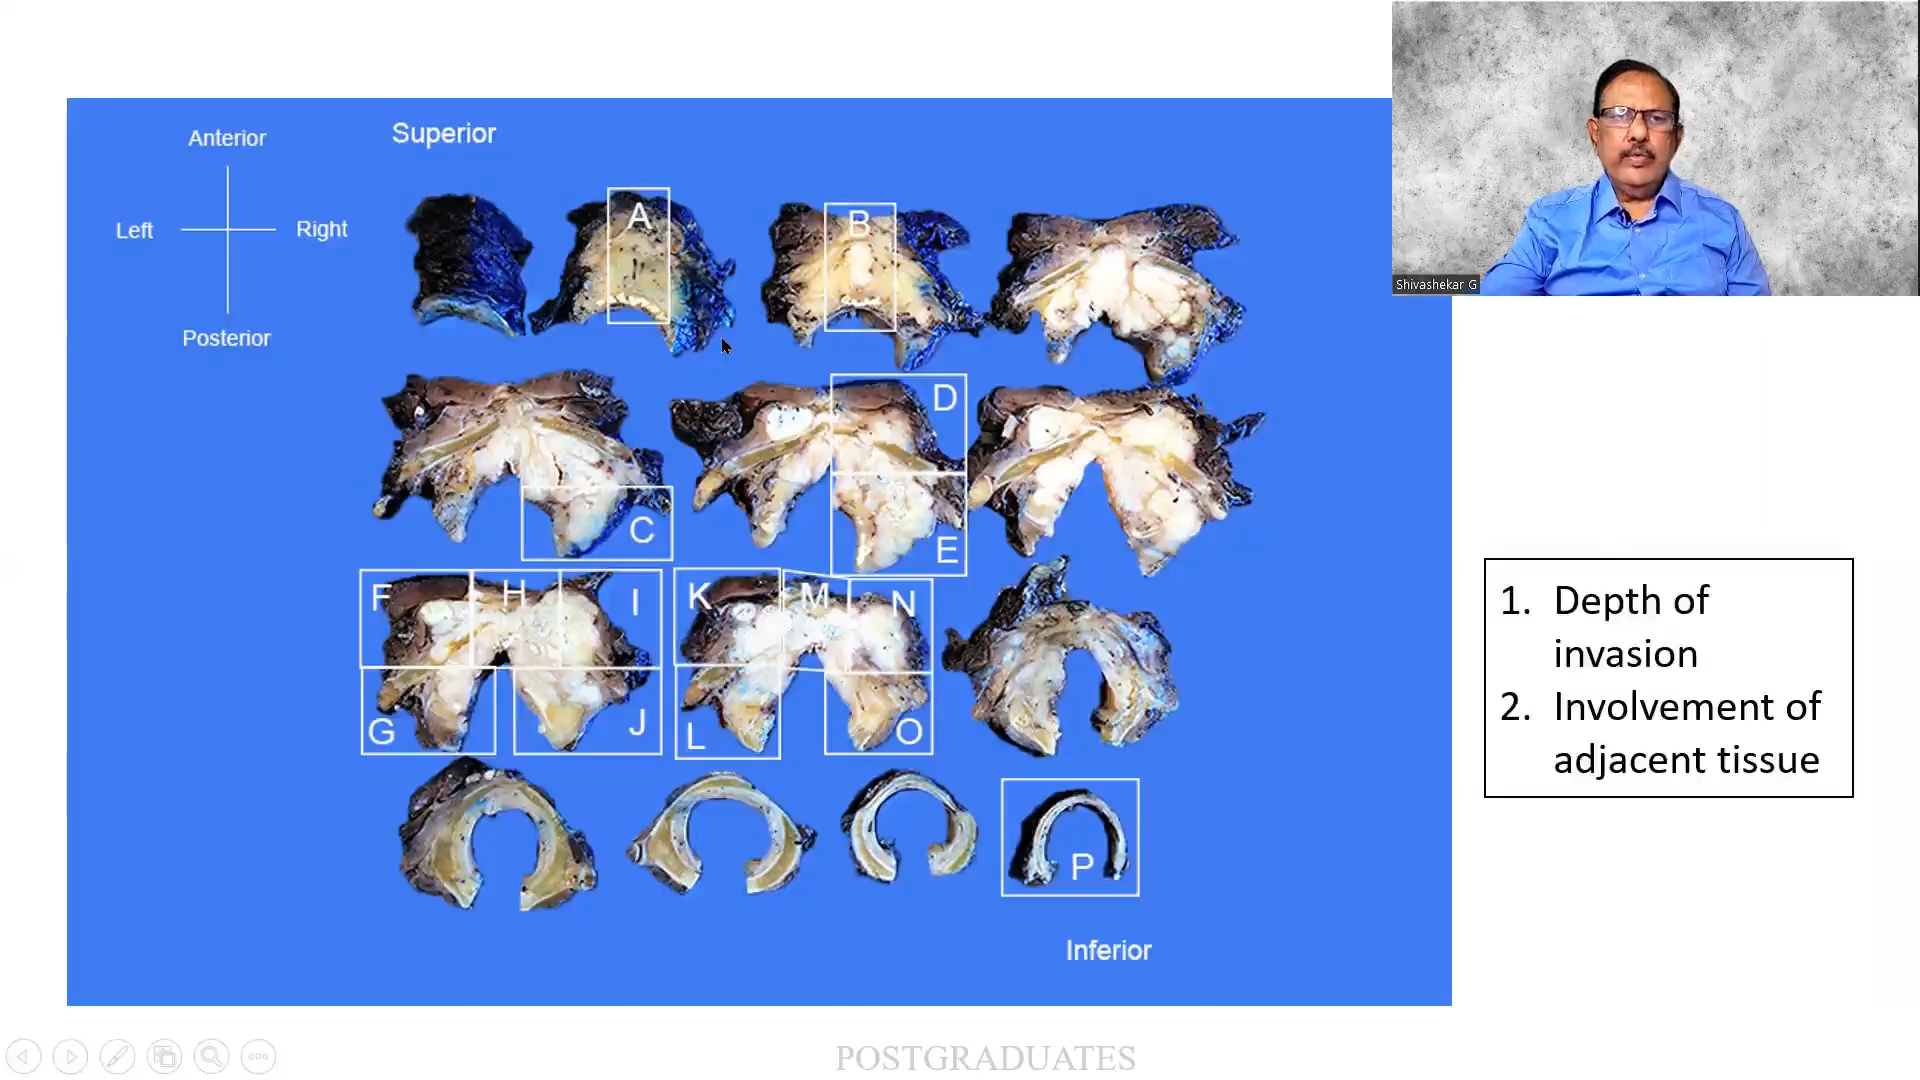 Anterior
Superior
Left
Right
Posterior
A
B
C
D
E
F
H
I
K
M
N
G
J
L
O
P
Inferior
Shivashekar G
1. Depth of
invasion
2. Involvement of
adjacent tissue
POSTGRADUATES